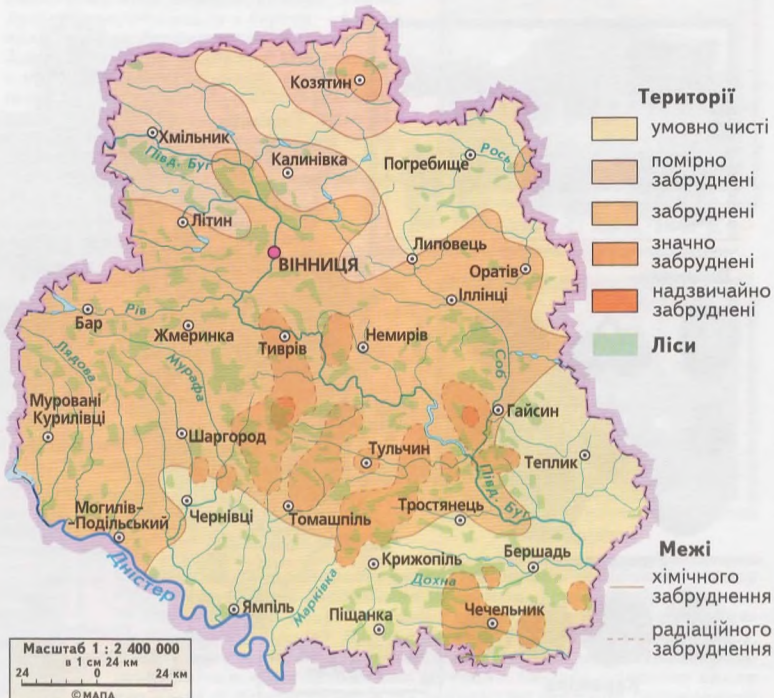 Козятин
Хмільник
Півд. Буг
Калинівка
Погребище
Рось
Літин
ВІННИЦЯ
Липовець
Оратів
Іллінці
Бар
Рів
Жмеринка
Тиврів
Немирів
Лядова
Мурафа
Соб
Муровані
Курилівці
Шаргород
Гайсин
Тульчин
Теплик
Могилів-
-Подільський
Чернівці
Томашпіль
Тростянець
Півд. Буг
Дністер
Крижопіль
Бершадь
Дохна
Марківка
Ямпіль
Піщанка
Чечельник
Території
умовно чисті
помірно
забруднені
забруднені
значно
забруднені
надзвичайно
забруднені
Ліси
Межі
хімічного
забруднення
радіаційного
забруднення
Масштаб 1 : 2 400 000
в 1 см 24 км
24 0 24 км
© МАПА